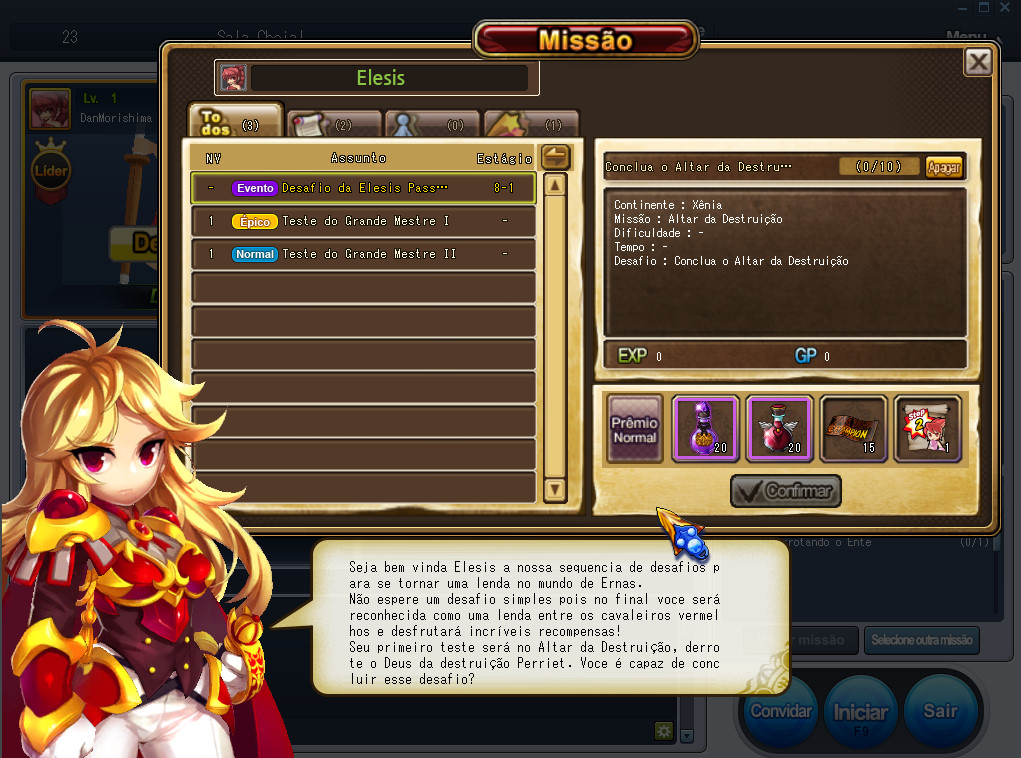 23
Sala Cheia!
Menu
Missão
Elesis
Lv. 1
DanMorishima
Líder
To
dos (3)
(2)
(0)
(1)
NV Assunto Estágio
- Evento Desafio da Elesis Pass… 8-1
1 Épico Teste do Grande Mestre I -
1 Normal Teste do Grande Mestre II -
Conclua o Altar da Destru… (0/10) Apagar
Continente : Xênia
Missão : Altar da Destruição
Dificuldade : -
Tempo : -
Desafio : Conclua o Altar da Destruição
EXP 0 GP 0
Prêmio
Normal
20
20
15
Step
2
1
Confirmar
rrotando o Ente (0/1)
Seja bem vinda Elesis a nossa sequencia de desafios p
ara se tornar uma lenda no mundo de Ernas.
Não espere um desafio simples pois no final voce será
reconhecida como uma lenda entre os cavaleiros vermel
hos e desfrutará incríveis recompensas!
Seu primeiro teste será no Altar da Destruição, derro
te o Deus da destruição Perriet. Voce é capaz de conc
luir esse desafio?
missão
Selecione outra missão
Convidar
Iniciar
F9
Sair